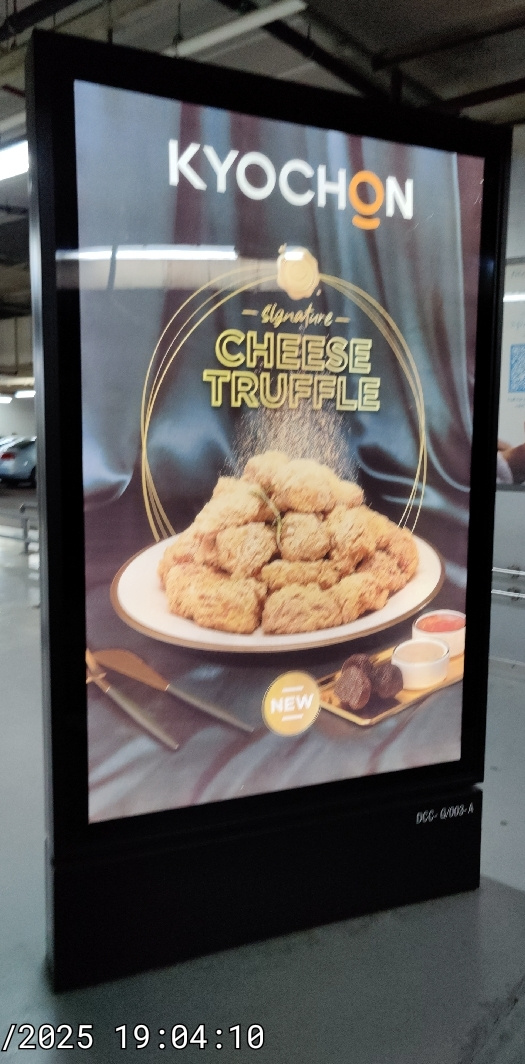 KYOCHON
signature
CHEESE
TRUFFLE
NEW
DCC- G/003-A
/2025 19:04:10